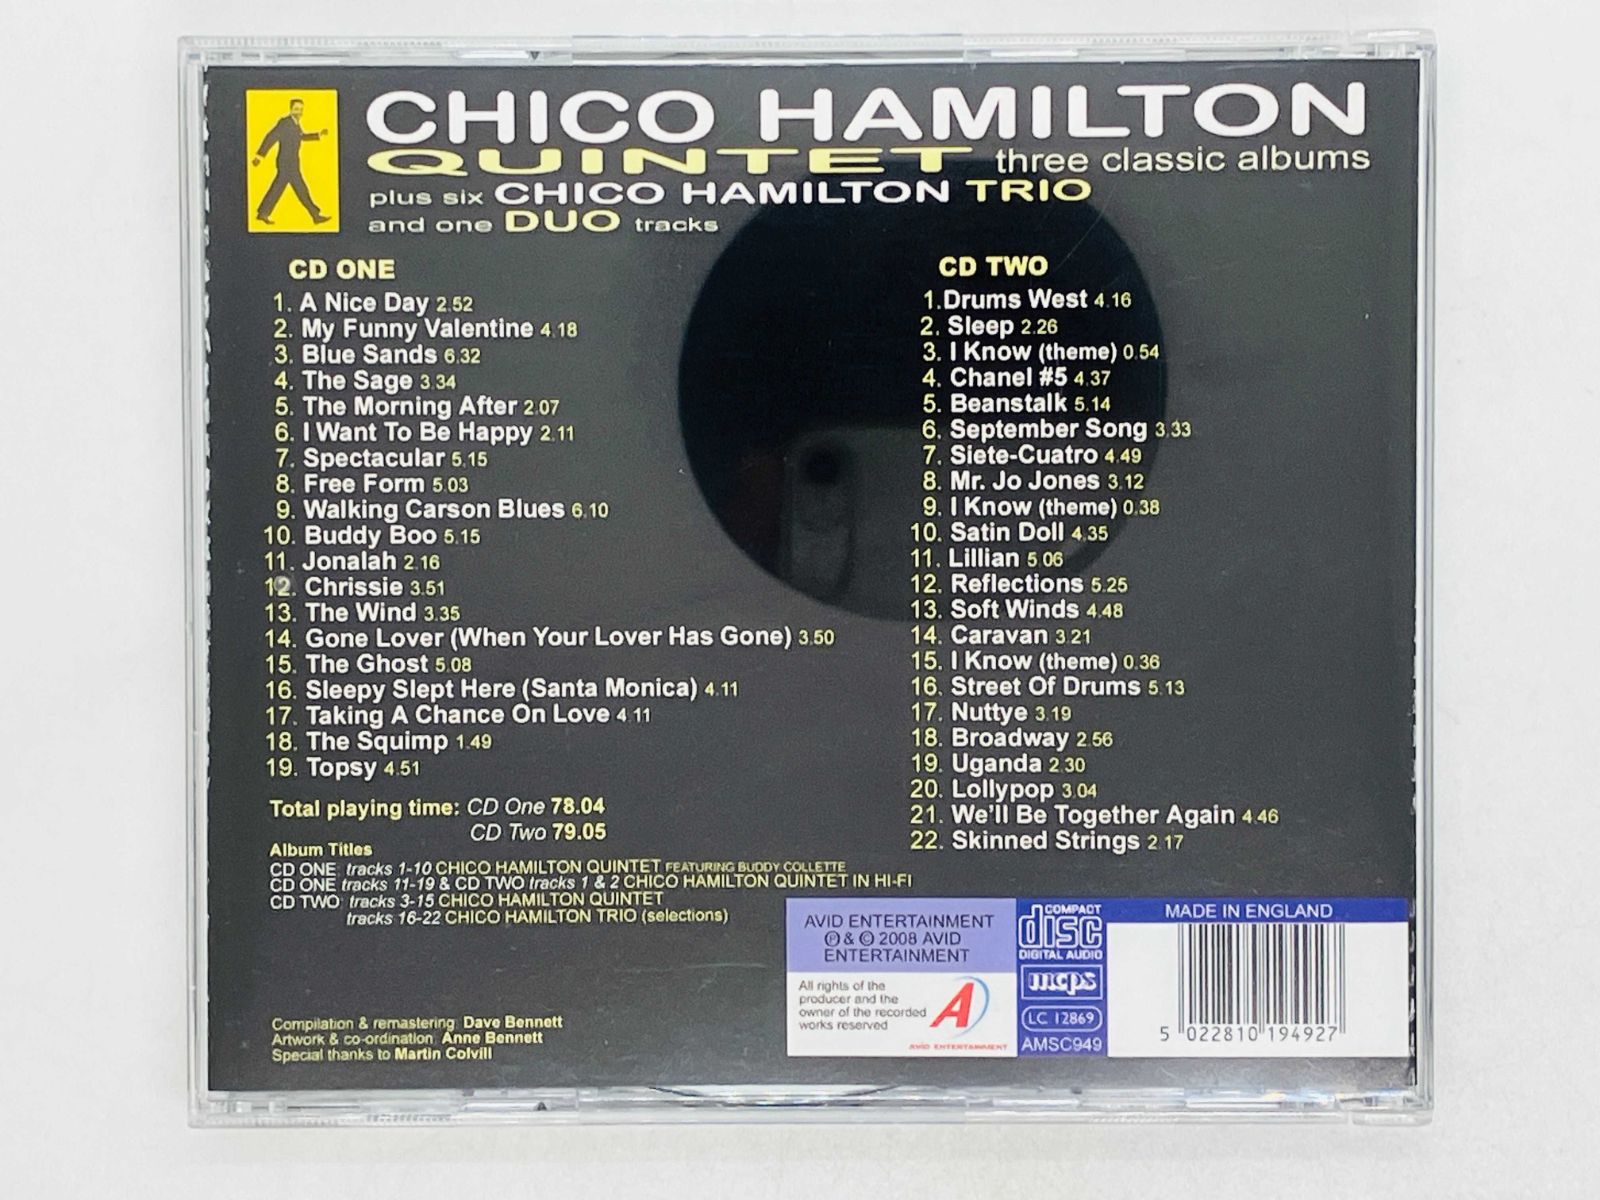 CHICO HAMILTON
QUINTET three classic albums
plus six CHICO HAMILTON TRIO
and one DUO tracks
CD ONE
1. A Nice Day 2.52
2. My Funny Valentine 4.18
3. Blue Sands 6.32
4. The Sage 3.34
5. The Morning After 2.07
6. I Want To Be Happy 2.11
7. Spectacular 5.15
8. Free Form 5.03
9. Walking Carson Blues 6.10
10. Buddy Boo 5.15
11. Jonalah 2.16
12. Chrissie 3.51
13. The Wind 3.35
14. Gone Lover (When Your Lover Has Gone) 3.50
15. The Ghost 5.08
16. Sleepy Slept Here (Santa Monica) 4.11
17. Taking A Chance On Love 4.11
18. The Squimp 1.49
19. Topsy 4.51
Total playing time: CD One 78.04
CD Two 79.05
Album Titles
CD ONE: tracks 1-10 CHICO HAMILTON QUINTET FEATURING BUDDY COLLETTE
CD ONE tracks 11-19 & CD TWO tracks 1 & 2 CHICO HAMILTON QUINTET IN HI-FI
CD TWO: tracks 3-15 CHICO HAMILTON QUINTET
tracks 16-22 CHICO HAMILTON TRIO (selections)
Compilation & remastering: Dave Bennett
Artwork & co-ordination: Anne Bennett
Special thanks to Martin Colvill
CD TWO
1.Drums West 4.16
2. Sleep 2.26
3. I Know (theme) 0.54
4. Chanel #5 4.37
5. Beanstalk 5.14
6. September Song 3.33
7. Siete-Cuatro 4.49
8. Mr. Jo Jones 3.12
9. I Know (theme) 0.38
10. Satin Doll 4.35
11. Lillian 5.06
12. Reflections 5.25
13. Soft Winds 4.48
14. Caravan 3.21
15. I Know (theme) 0.36
16. Street Of Drums 5.13
17. Nuttye 3.19
18. Broadway 2.56
19. Uganda 2.30
20. Lollypop 3.04
21. We'll Be Together Again 4.46
22. Skinned Strings 2.17
AVID ENTERTAINMENT
℗ & © 2008 AVID
ENTERTAINMENT
All rights of the
producer and the
owner of the recorded
works reserved
A
AVID ENTERTAINMENT
COMPACT
disc
DIGITAL AUDIO
mcps
LC 12869
AMSC949
MADE IN ENGLAND
5 022810 194927